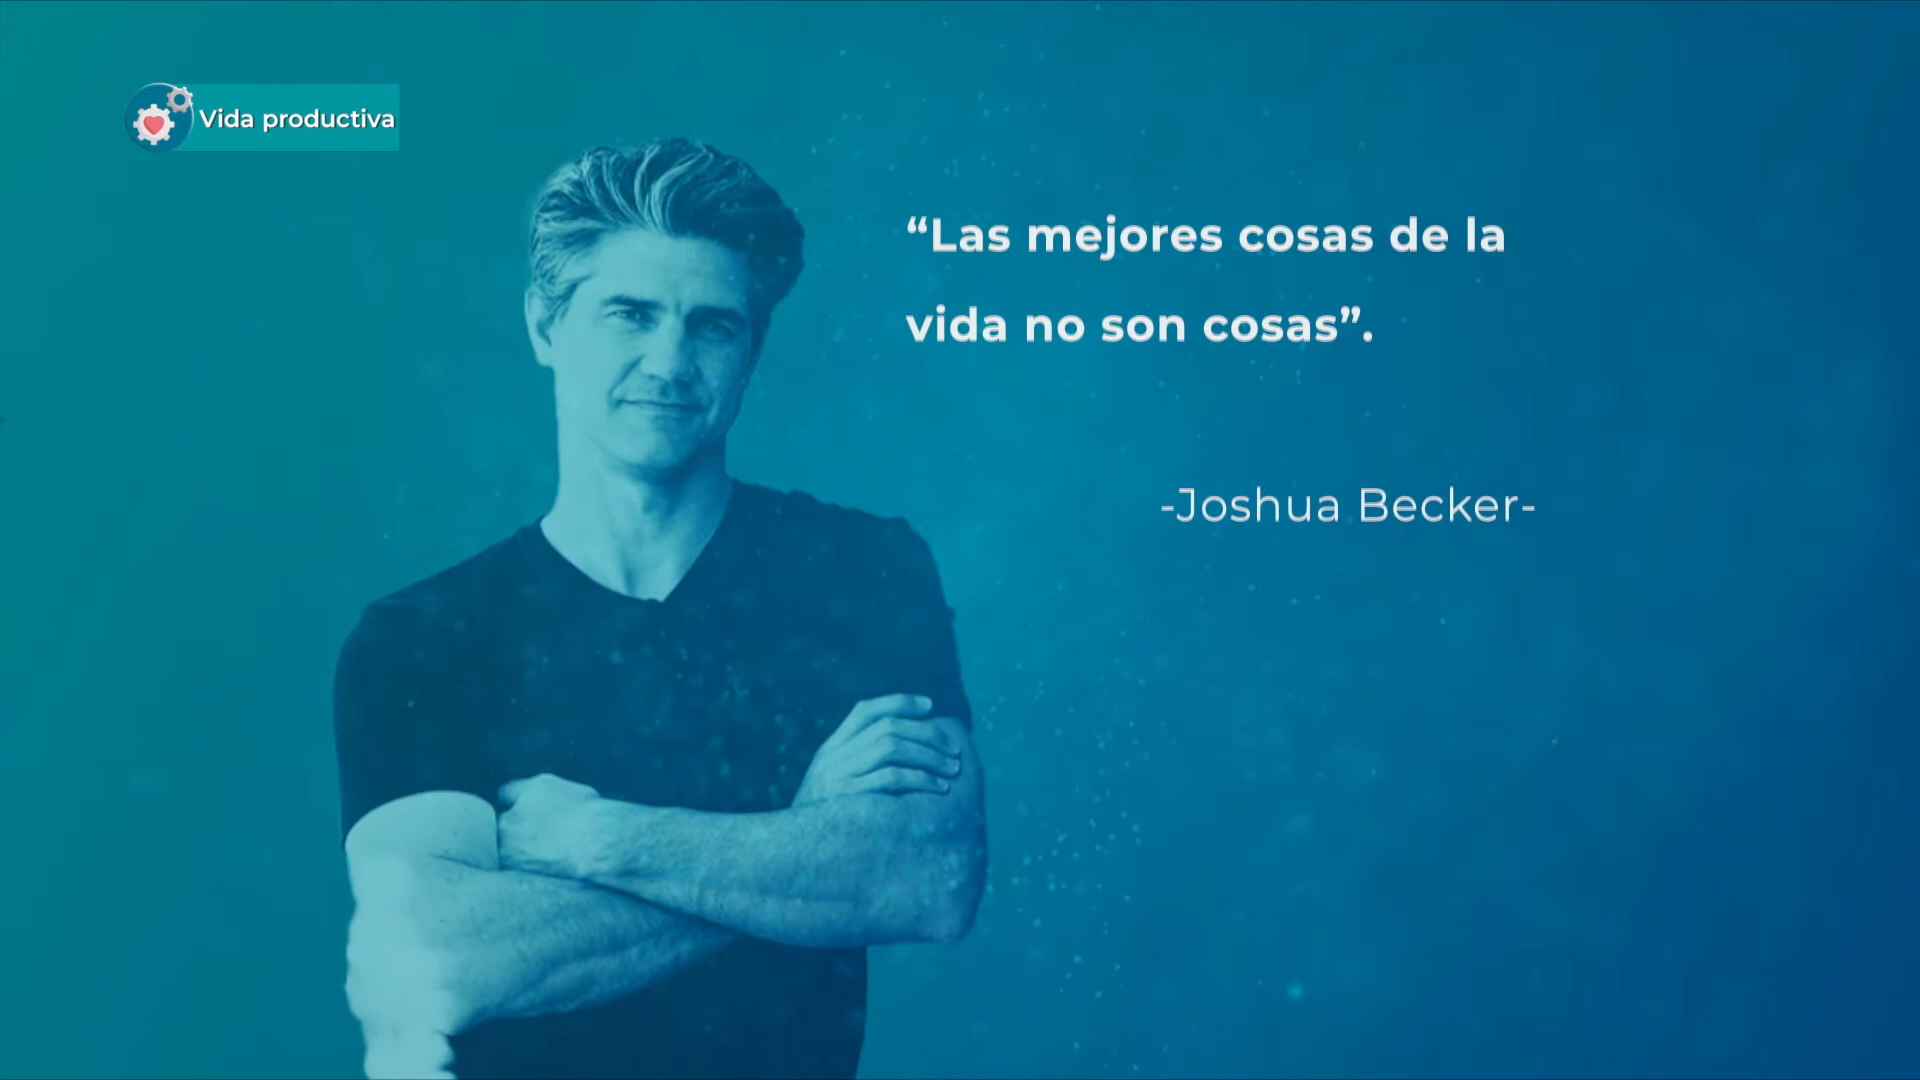 Vida productiva
“Las mejores cosas de la
vida no son cosas”.
-Joshua Becker-